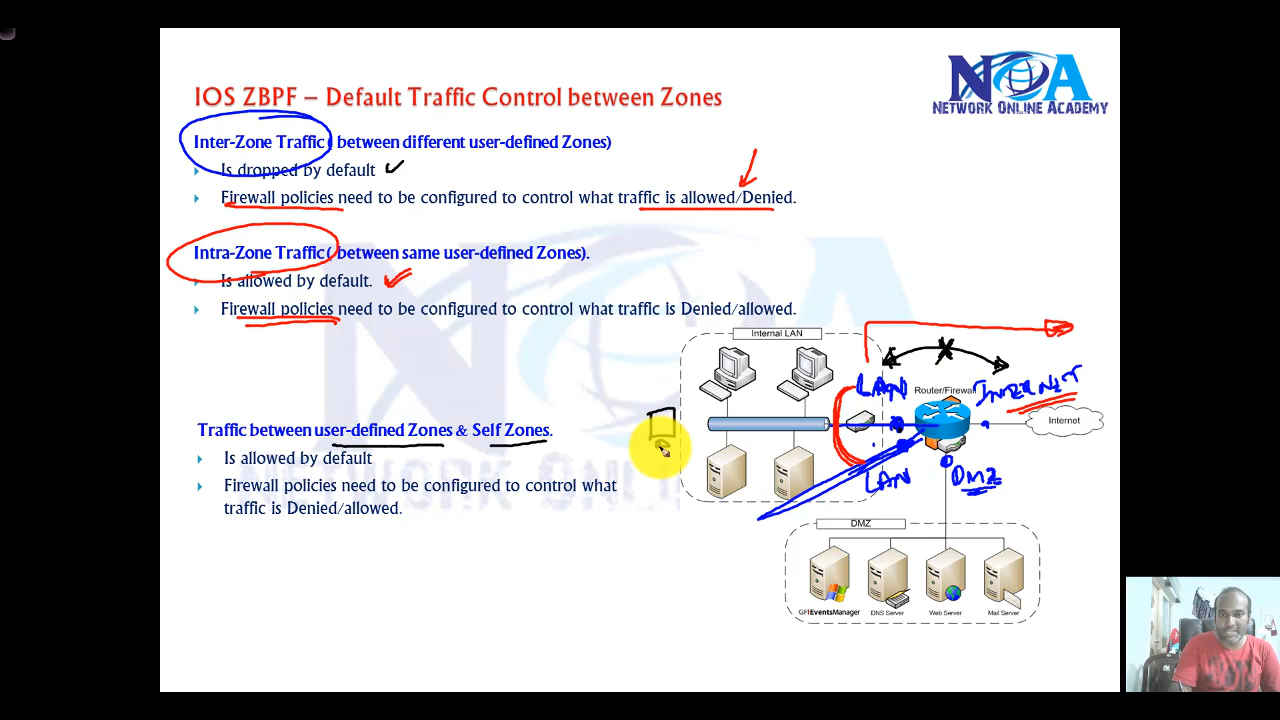 NOA
NETWORK ONLINE ACADEMY
IOS ZBPF – Default Traffic Control between Zones
Inter-Zone Traffic ( between different user-defined Zones)
Is dropped by default
Firewall policies need to be configured to control what traffic is allowed/Denied.
Intra-Zone Traffic( between same user-defined Zones).
Is allowed by default.
Firewall policies need to be configured to control what traffic is Denied/allowed.
Traffic between user-defined Zones & Self Zones.
Is allowed by default
Firewall policies need to be configured to control what
traffic is Denied/allowed.
Internal LAN
LAN
Router/Firewall
INTERNET
Internet
LAN
DMZ
DMZ
GFI EventsManager
DNS Server
Web Server
Mail Server
NETWORK ONLIN